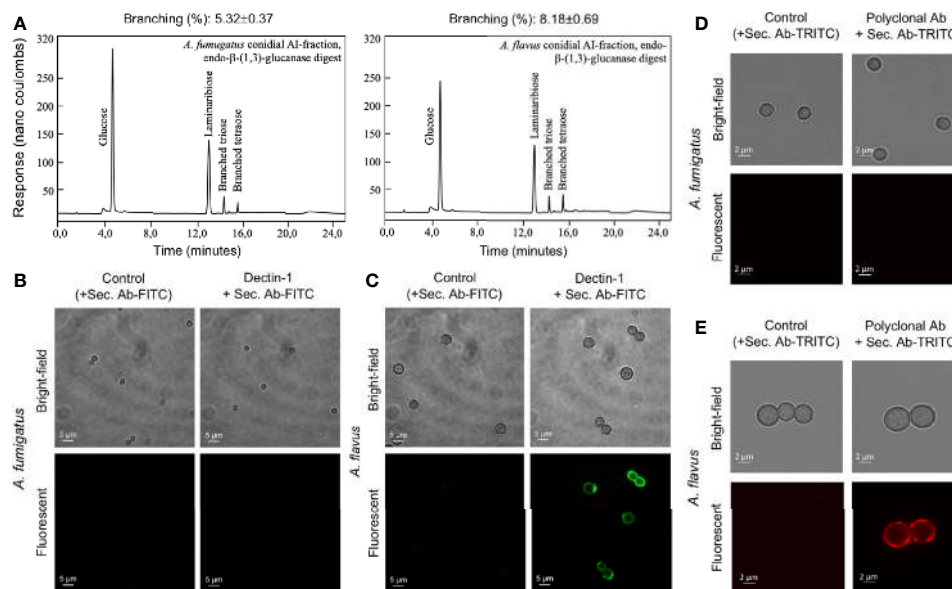 A
Branching (%): 5.32±0.37
Response (nano coulombs)
320
300
250
200
150
100
50
A. fumigatus conidial AI-fraction,
endo-β-(1,3)-glucanase digest
Glucose
Laminaribiose
Branched triose
Branched tetraose
0,0
4,0
8,0
12,0
16,0
20,0
24,0
Time (minutes)
Branching (%): 8.18±0.69
320
300
250
200
150
100
50
A. flavus conidial AI-fraction, endo-
β-(1,3)-glucanase digest
Glucose
Laminaribiose
Branched triose
Branched tetraose
0,0
4,0
8,0
12,0
16,0
20,0
24,0
Time (minutes)
B
Control
(+Sec. Ab-FITC)
Dectin-1
+ Sec. Ab-FITC
A. fumigatus
Bright-field
5 μm
5 μm
Fluorescent
5 μm
5 μm
C
Control
(+Sec. Ab-FITC)
Dectin-1
+ Sec. Ab-FITC
A. flavus
Bright-field
5 μm
5 μm
Fluorescent
5 μm
5 μm
D
Control
(+Sec. Ab-TRITC)
Polyclonal Ab
+ Sec. Ab-TRITC
A. fumigatus
Bright-field
2 μm
2 μm
Fluorescent
2 μm
2 μm
E
Control
(+Sec. Ab-TRITC)
Polyclonal Ab
+ Sec. Ab-TRITC
A. flavus
Bright-field
2 μm
2 μm
Fluorescent
2 μm
2 μm